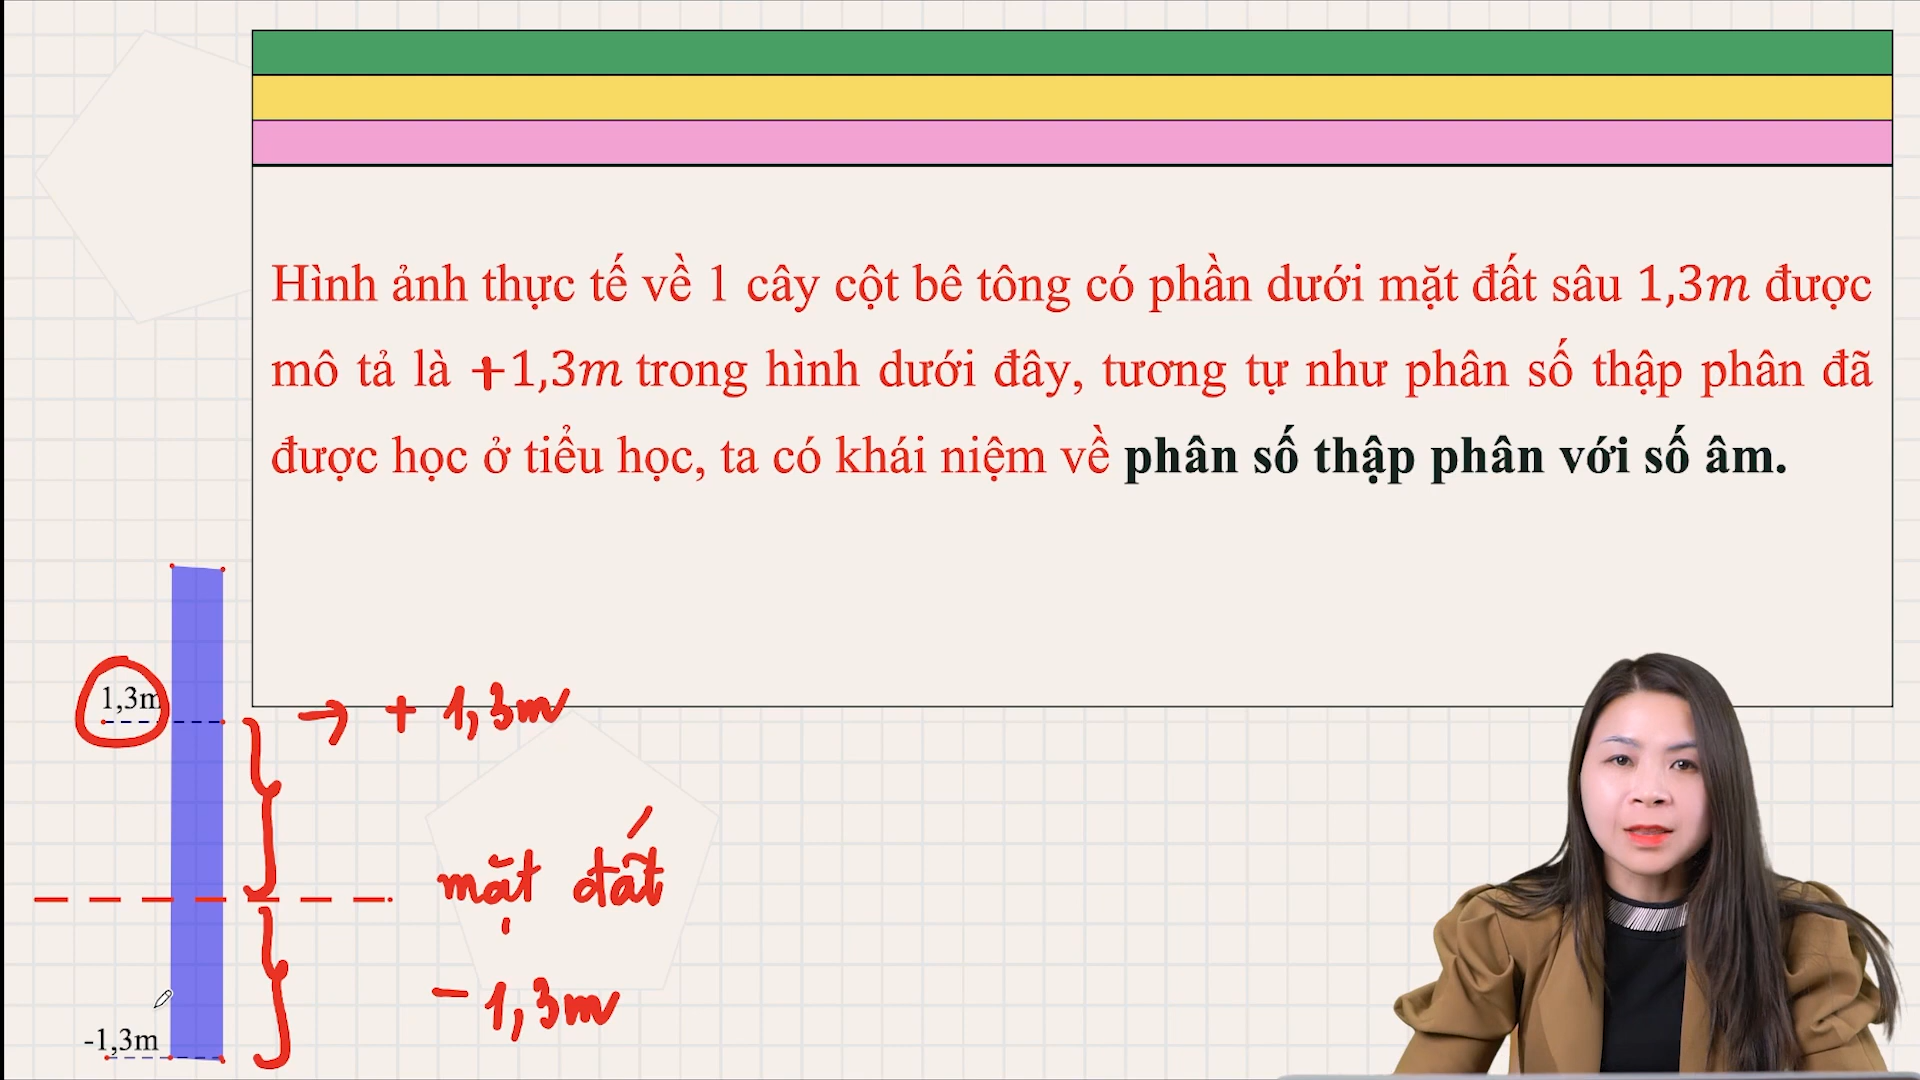 Hình ảnh thực tế về 1 cây cột bê tông có phần dưới mặt đất sâu 1,3m được
mô tả là +1,3m trong hình dưới đây, tương tự như phân số thập phân đã
được học ở tiểu học, ta có khái niệm về phân số thập phân với số âm.
1,3m
→ + 1,3m
mặt đất
- 1,3m
-1,3m